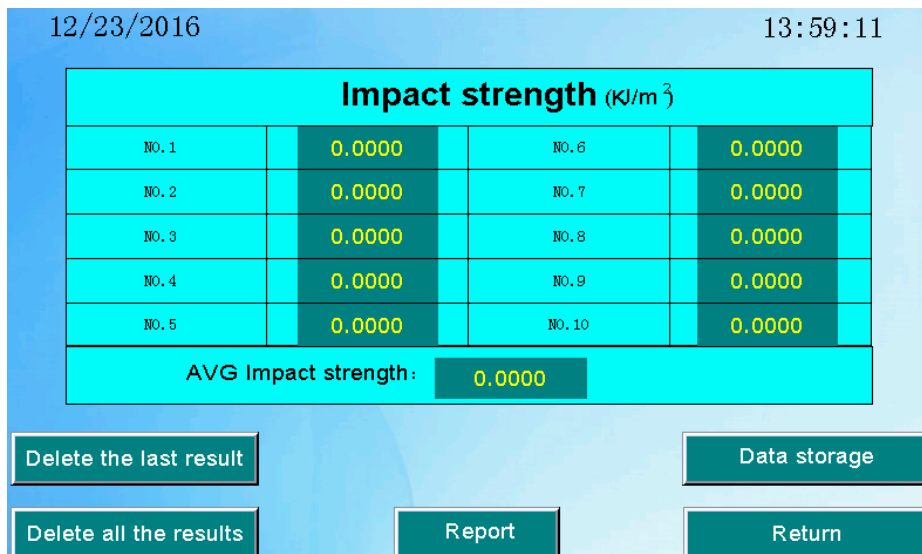 12/23/2016 13:59:11
Impact strength (KJ/m²)
NO.1 0.0000 NO.6 0.0000
NO.2 0.0000 NO.7 0.0000
NO.3 0.0000 NO.8 0.0000
NO.4 0.0000 NO.9 0.0000
NO.5 0.0000 NO.10 0.0000
AVG Impact strength: 0.0000
Delete the last result Data storage
Delete all the results Report Return